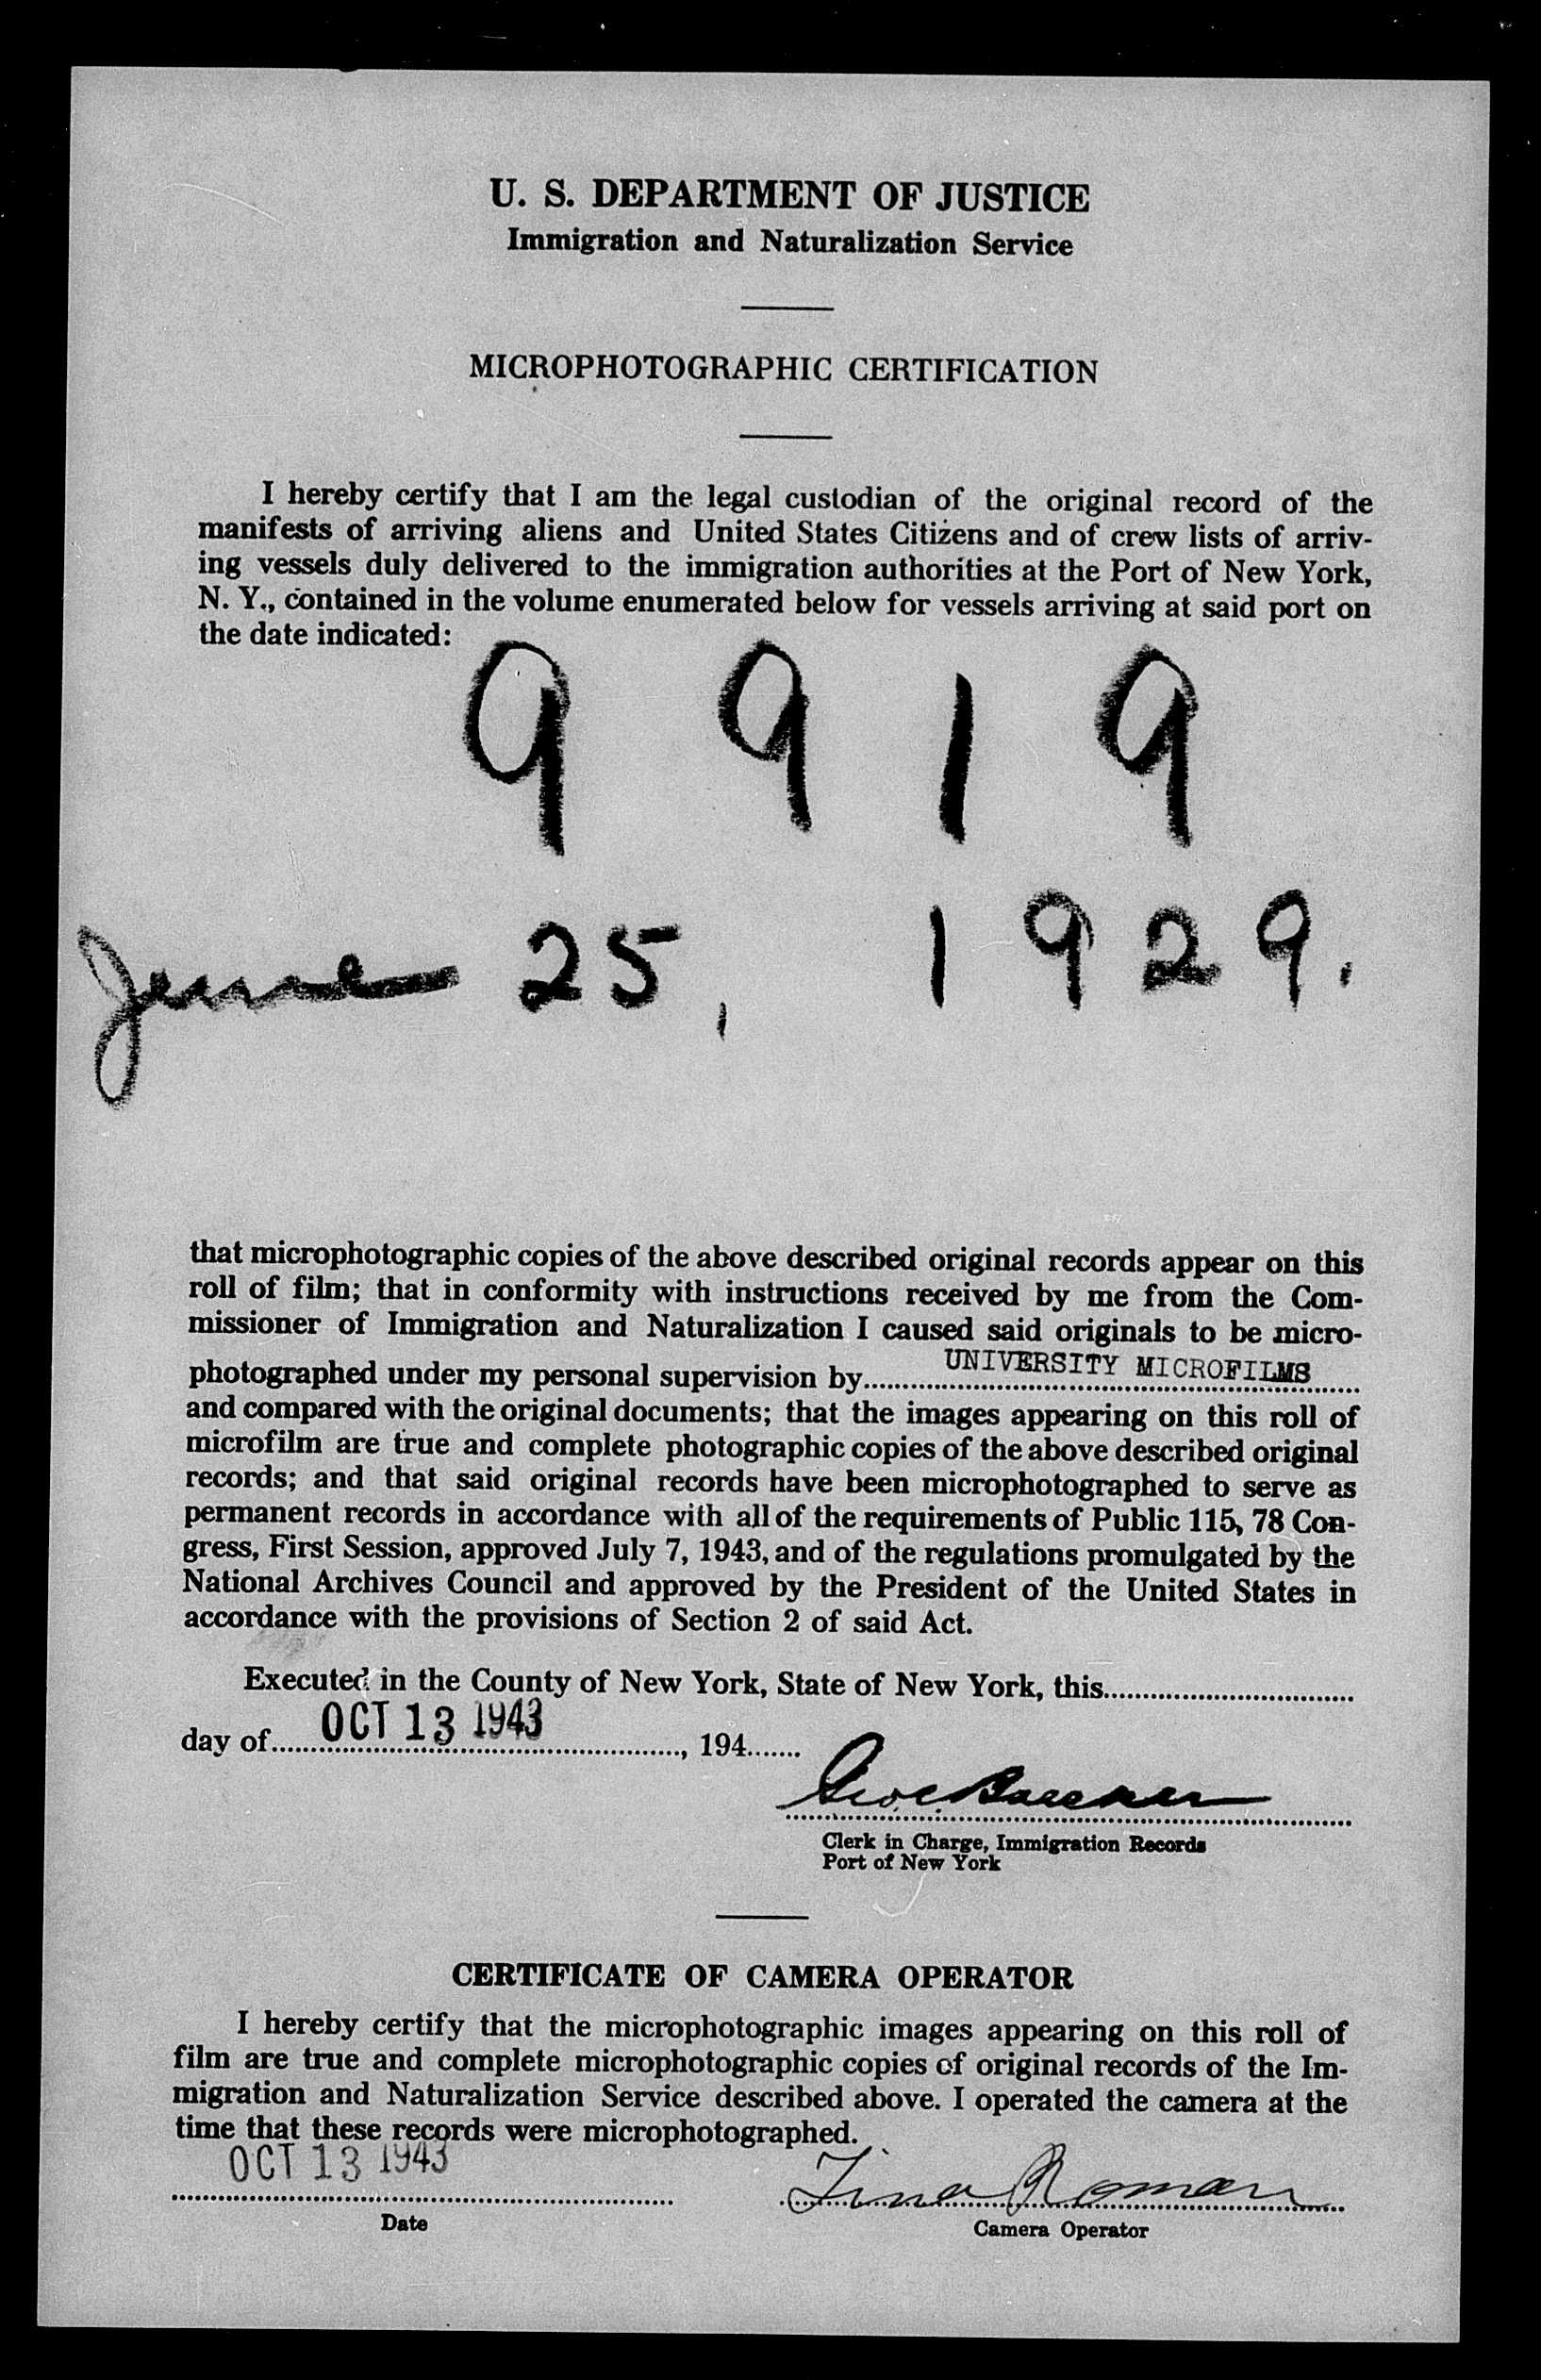 U. S. DEPARTMENT OF JUSTICE
Immigration and Naturalization Service
MICROPHOTOGRAPHIC CERTIFICATION
I hereby certify that I am the legal custodian of the original record of the
manifests of arriving aliens and United States Citizens and of crew lists of arriv-
ing vessels duly delivered to the immigration authorities at the Port of New York,
N. Y., contained in the volume enumerated below for vessels arriving at said port on
the date indicated:
9919
June 25, 1929.
that microphotographic copies of the above described original records appear on this
roll of film; that in conformity with instructions received by me from the Com-
missioner of Immigration and Naturalization I caused said originals to be micro-
photographed under my personal supervision by UNIVERSITY MICROFILMS
and compared with the original documents; that the images appearing on this roll of
microfilm are true and complete photographic copies of the above described original
records; and that said original records have been microphotographed to serve as
permanent records in accordance with all of the requirements of Public 115, 78 Con-
gress, First Session, approved July 7, 1943, and of the regulations promulgated by the
National Archives Council and approved by the President of the United States in
accordance with the provisions of Section 2 of said Act.
Executed in the County of New York, State of New York, this
day of OCT 13 1943, 194
Clerk in Charge, Immigration Records
Port of New York
CERTIFICATE OF CAMERA OPERATOR
I hereby certify that the microphotographic images appearing on this roll of
film are true and complete microphotographic copies of original records of the Im-
migration and Naturalization Service described above. I operated the camera at the
time that these records were microphotographed.
OCT 13 1943 Tina Roman
Date Camera Operator